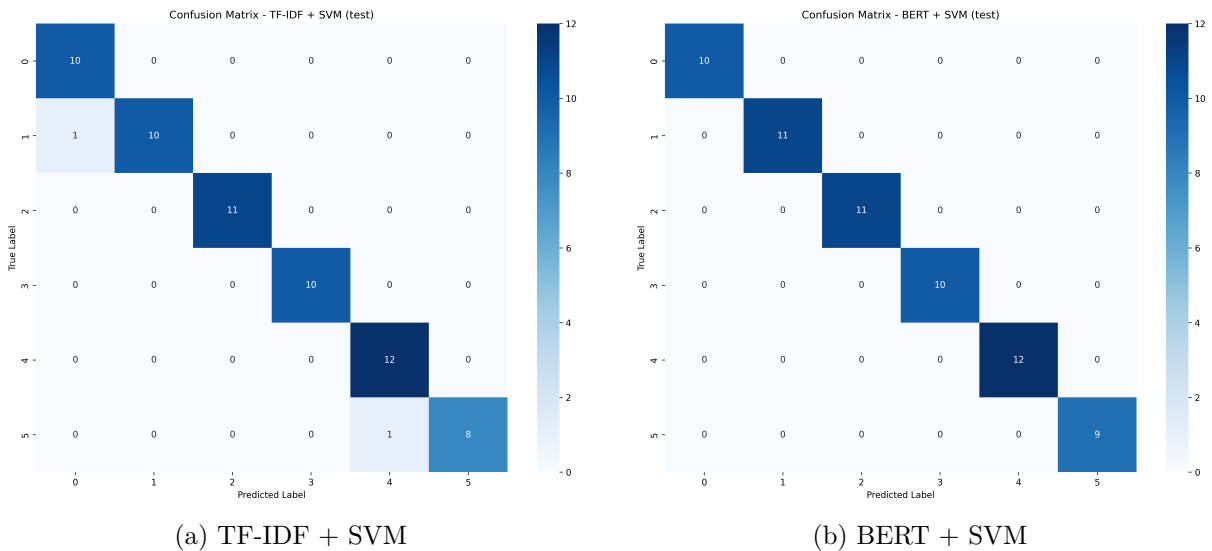 Confusion Matrix - TF-IDF + SVM (test)
0 10 0 0 0 0 0
1 1 10 0 0 0 0
2 0 0 11 0 0 0
3 0 0 0 10 0 0
4 0 0 0 0 12 0
5 0 0 0 0 1 8
0 1 2 3 4 5
Predicted Label
True Label
12
10
8
6
4
2
0
(a) TF-IDF + SVM
Confusion Matrix - BERT + SVM (test)
0 10 0 0 0 0 0
1 0 11 0 0 0 0
2 0 0 11 0 0 0
3 0 0 0 10 0 0
4 0 0 0 0 12 0
5 0 0 0 0 0 9
0 1 2 3 4 5
Predicted Label
True Label
12
10
8
6
4
2
0
(b) BERT + SVM